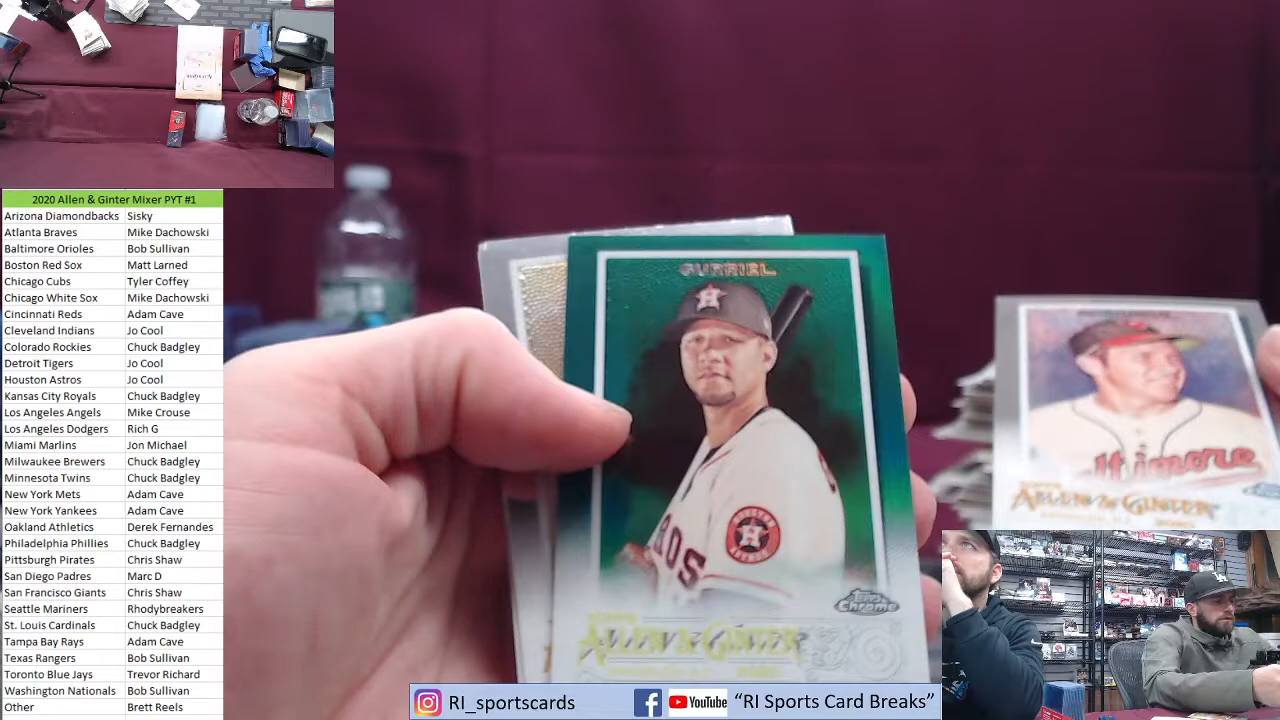 2020 Allen & Ginter Mixer PYT #1
Arizona Diamondbacks Sisky
Atlanta Braves Mike Dachowski
Baltimore Orioles Bob Sullivan
Boston Red Sox Matt Larned
Chicago Cubs Tyler Coffey
Chicago White Sox Mike Dachowski
Cincinnati Reds Adam Cave
Cleveland Indians Jo Cool
Colorado Rockies Chuck Badgley
Detroit Tigers Jo Cool
Houston Astros Jo Cool
Kansas City Royals Chuck Badgley
Los Angeles Angels Mike Crouse
Los Angeles Dodgers Rich G
Miami Marlins Jon Michael
Milwaukee Brewers Chuck Badgley
Minnesota Twins Chuck Badgley
New York Mets Adam Cave
New York Yankees Adam Cave
Oakland Athletics Derek Fernandes
Philadelphia Phillies Chuck Badgley
Pittsburgh Pirates Chris Shaw
San Diego Padres Marc D
San Francisco Giants Chris Shaw
Seattle Mariners Rhodybreakers
St. Louis Cardinals Chuck Badgley
Tampa Bay Rays Adam Cave
Texas Rangers Bob Sullivan
Toronto Blue Jays Trevor Richard
Washington Nationals Bob Sullivan
Other Brett Reels
GURRIEL
H
ROS
H
Topps Chrome
ALLEN & GINTER
ltimore
ALLEN & GINTER
RI_sportscards
YouTube "RI Sports Card Breaks"